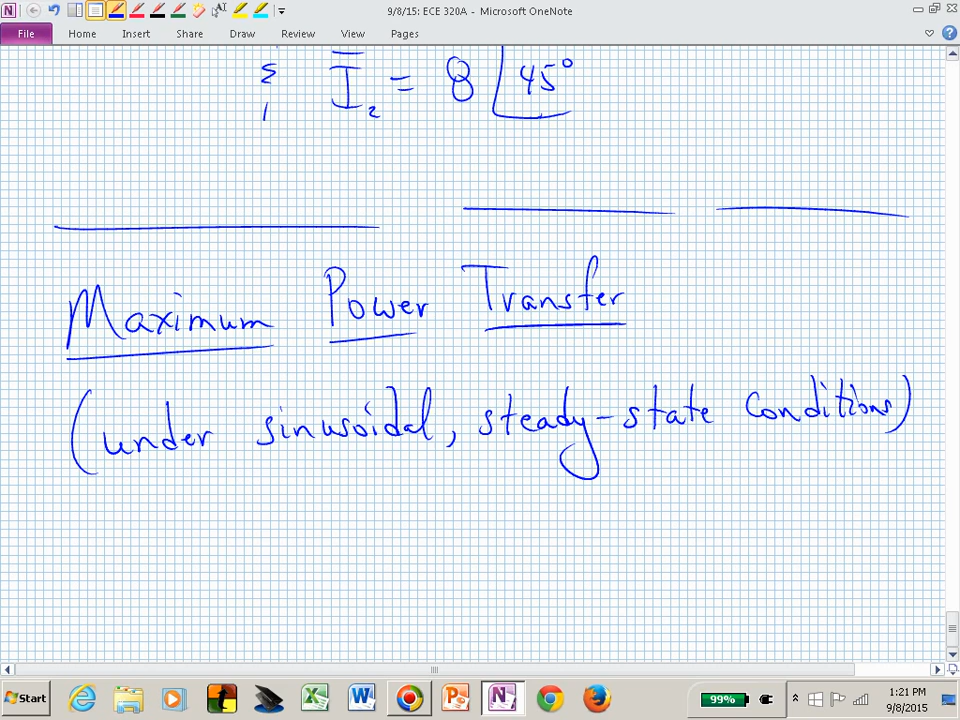 9/8/15: ECE 320A - Microsoft OneNote
File Home Insert Share Draw Review View Pages
& I₂ = 8 ∠45°
Maximum Power Transfer
(under sinusoidal, steady-state conditions)
Start
99%
1:21 PM
9/8/2015